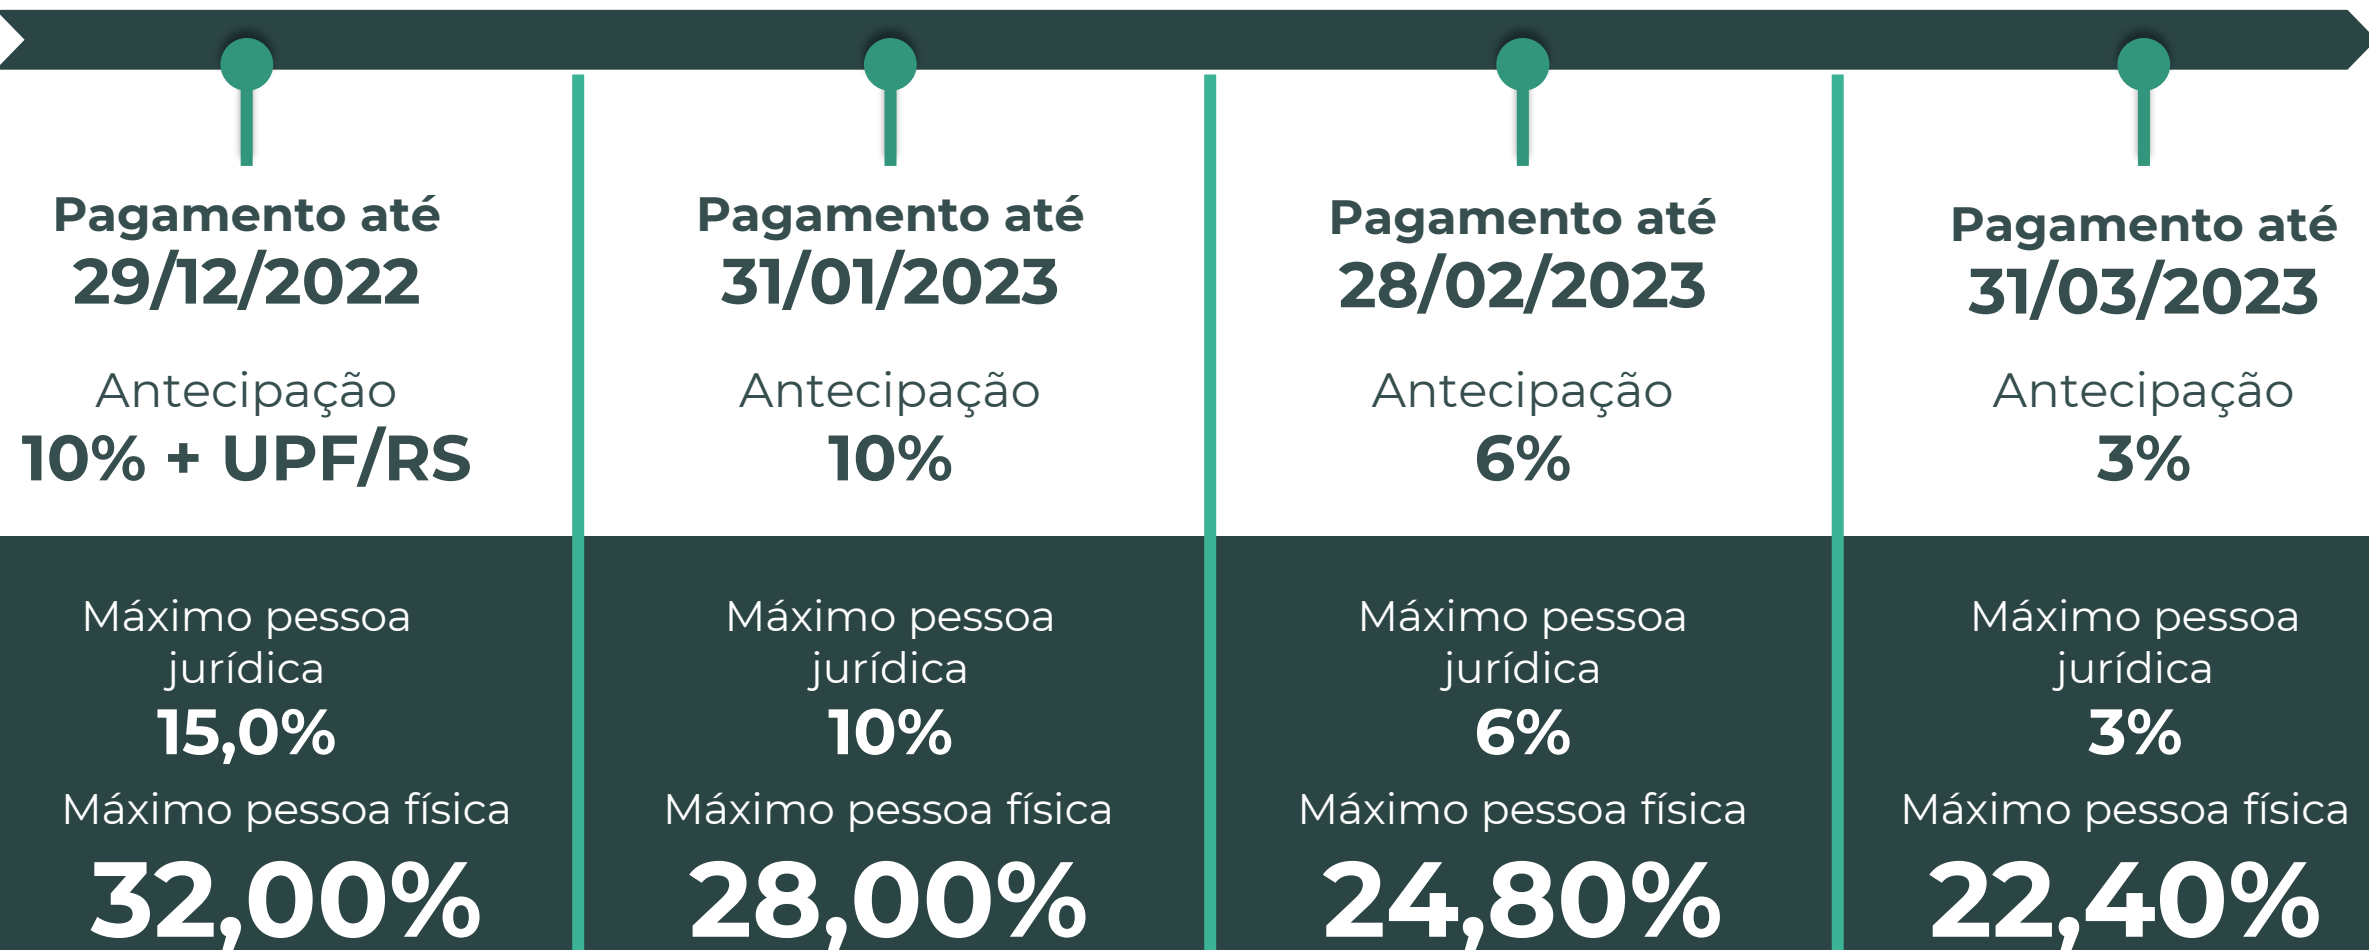 Pagamento até
29/12/2022
Antecipação
10% + UPF/RS
Máximo pessoa
jurídica
15,0%
Máximo pessoa física
32,00%
Pagamento até
31/01/2023
Antecipação
10%
Máximo pessoa
jurídica
10%
Máximo pessoa física
28,00%
Pagamento até
28/02/2023
Antecipação
6%
Máximo pessoa
jurídica
6%
Máximo pessoa física
24,80%
Pagamento até
31/03/2023
Antecipação
3%
Máximo pessoa
jurídica
3%
Máximo pessoa física
22,40%